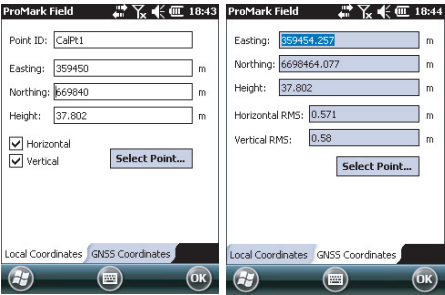 ProMark Field 18:43
Point ID: CalPt1
Easting: 359450 m
Northing: 669840 m
Height: 37.802 m
Horizontal
Vertical
Select Point...
Local Coordinates GNSS Coordinates
OK
ProMark Field 18:44
Easting: 359454.257 m
Northing: 6698464.077 m
Height: 37.802 m
Horizontal RMS: 0.571 m
Vertical RMS: 0.58 m
Select Point...
Local Coordinates GNSS Coordinates
OK